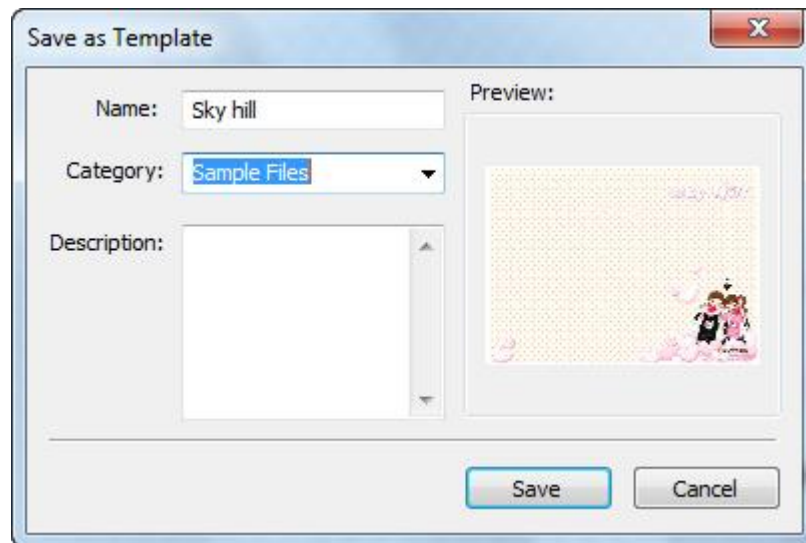 Save as Template
Name:
Sky hill
Preview:
Category:
Sample Files
Description:
Save
Cancel